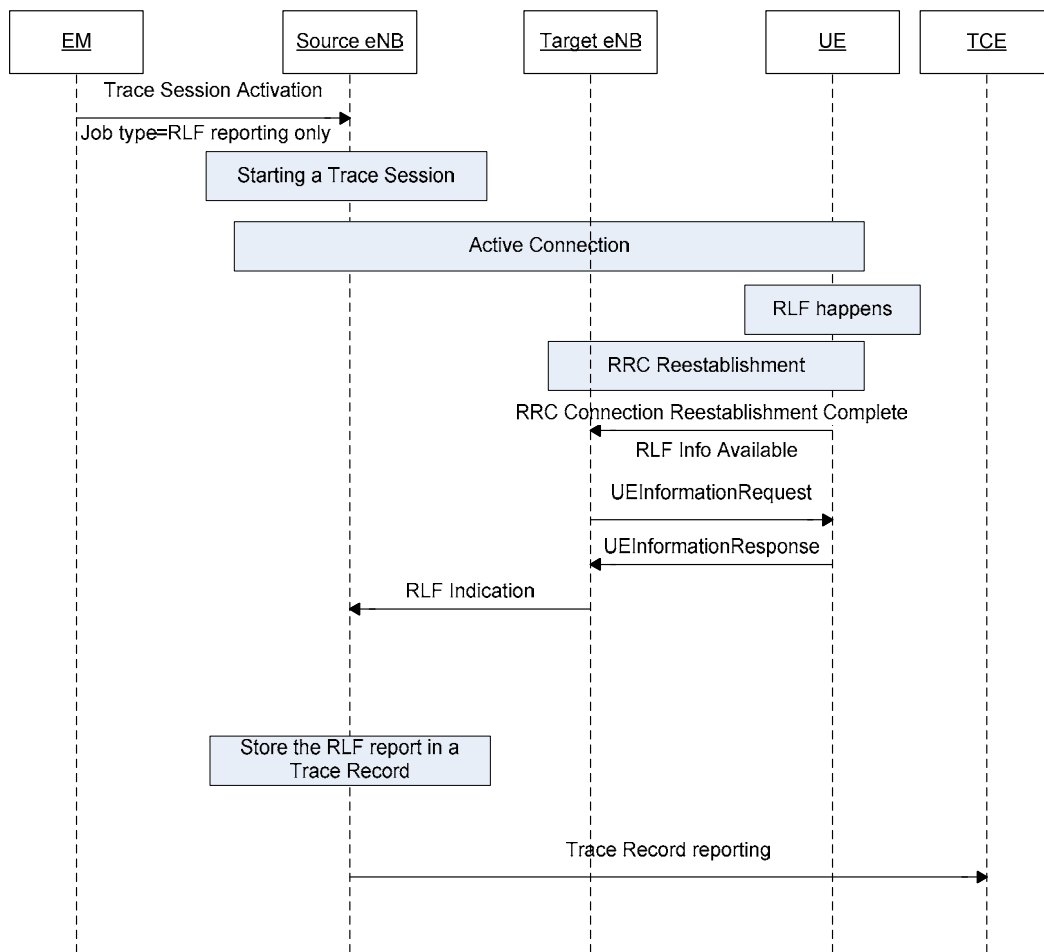 EM
Source eNB
Target eNB
UE
TCE
Trace Session Activation
Job type=RLF reporting only
Starting a Trace Session
Active Connection
RLF happens
RRC Reestablishment
RRC Connection Reestablishment Complete
RLF Info Available
UEInformationRequest
UEInformationResponse
RLF Indication
Store the RLF report in a
Trace Record
Trace Record reporting